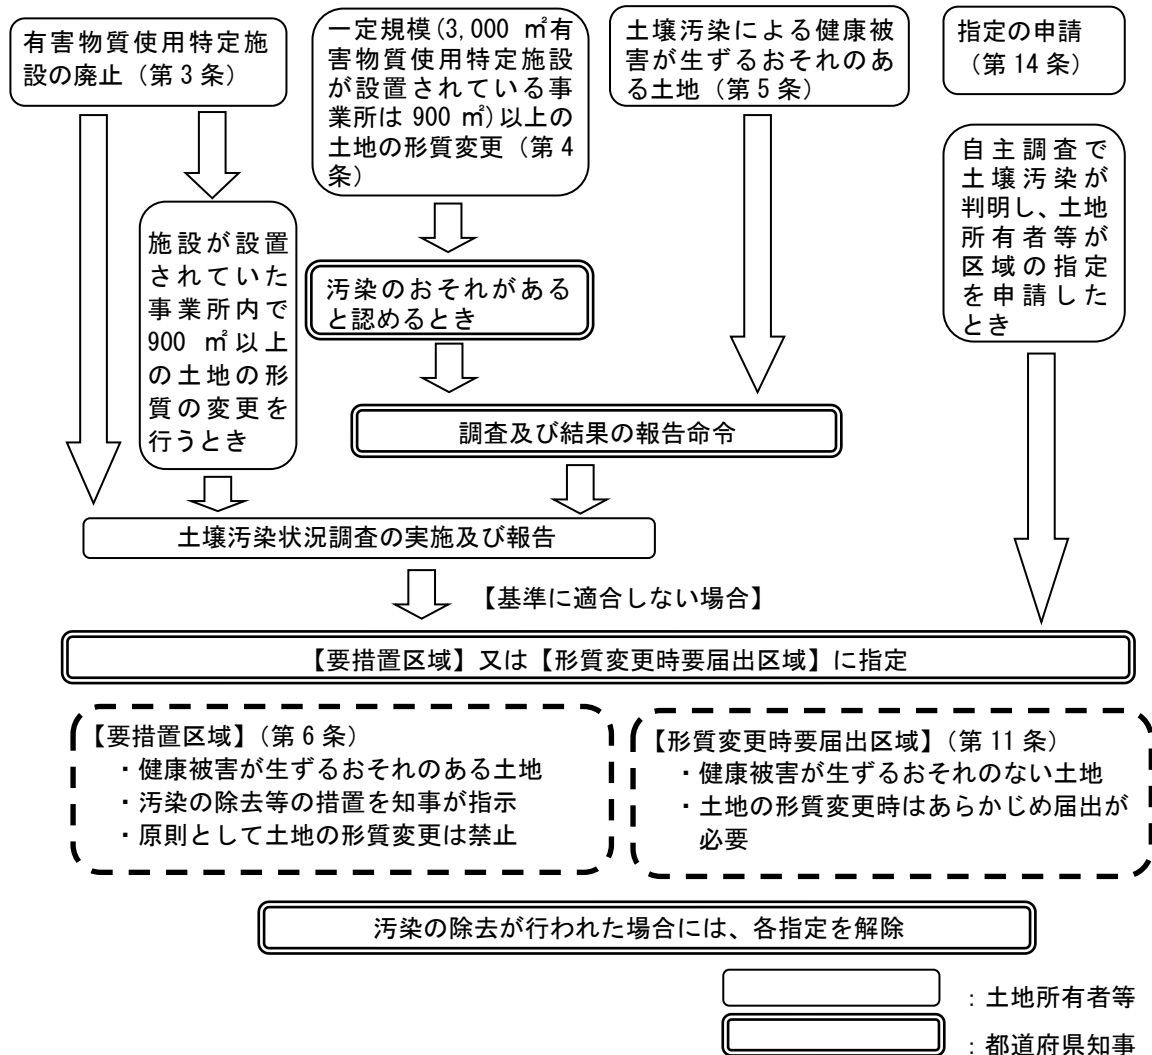 有害物質使用特定施
設の廃止（第３条）
一定規模(3,000 ㎡有
害物質使用特定施設
が設置されている事
業所は 900 ㎡)以上の
土地の形質変更（第４
条）
土壌汚染による健康被
害が生ずるおそれのあ
る土地（第５条）
指定の申請
（第 14 条）
自主調査で
土壌汚染が
判明し、土地
所有者等が
区域の指定
を申請した
とき
施設が設置
されていた
事業所内で
900 ㎡以上
の土地の形
質の変更を
行うとき
汚染のおそれがある
と認めるとき
調査及び結果の報告命令
土壌汚染状況調査の実施及び報告
【基準に適合しない場合】
【要措置区域】又は【形質変更時要届出区域】に指定
【要措置区域】（第６条）
・健康被害が生ずるおそれのある土地
・汚染の除去等の措置を知事が指示
・原則として土地の形質変更は禁止
【形質変更時要届出区域】（第 11 条）
・健康被害が生ずるおそれのない土地
・土地の形質変更時はあらかじめ届出が
必要
汚染の除去が行われた場合には、各指定を解除
：土地所有者等
：都道府県知事